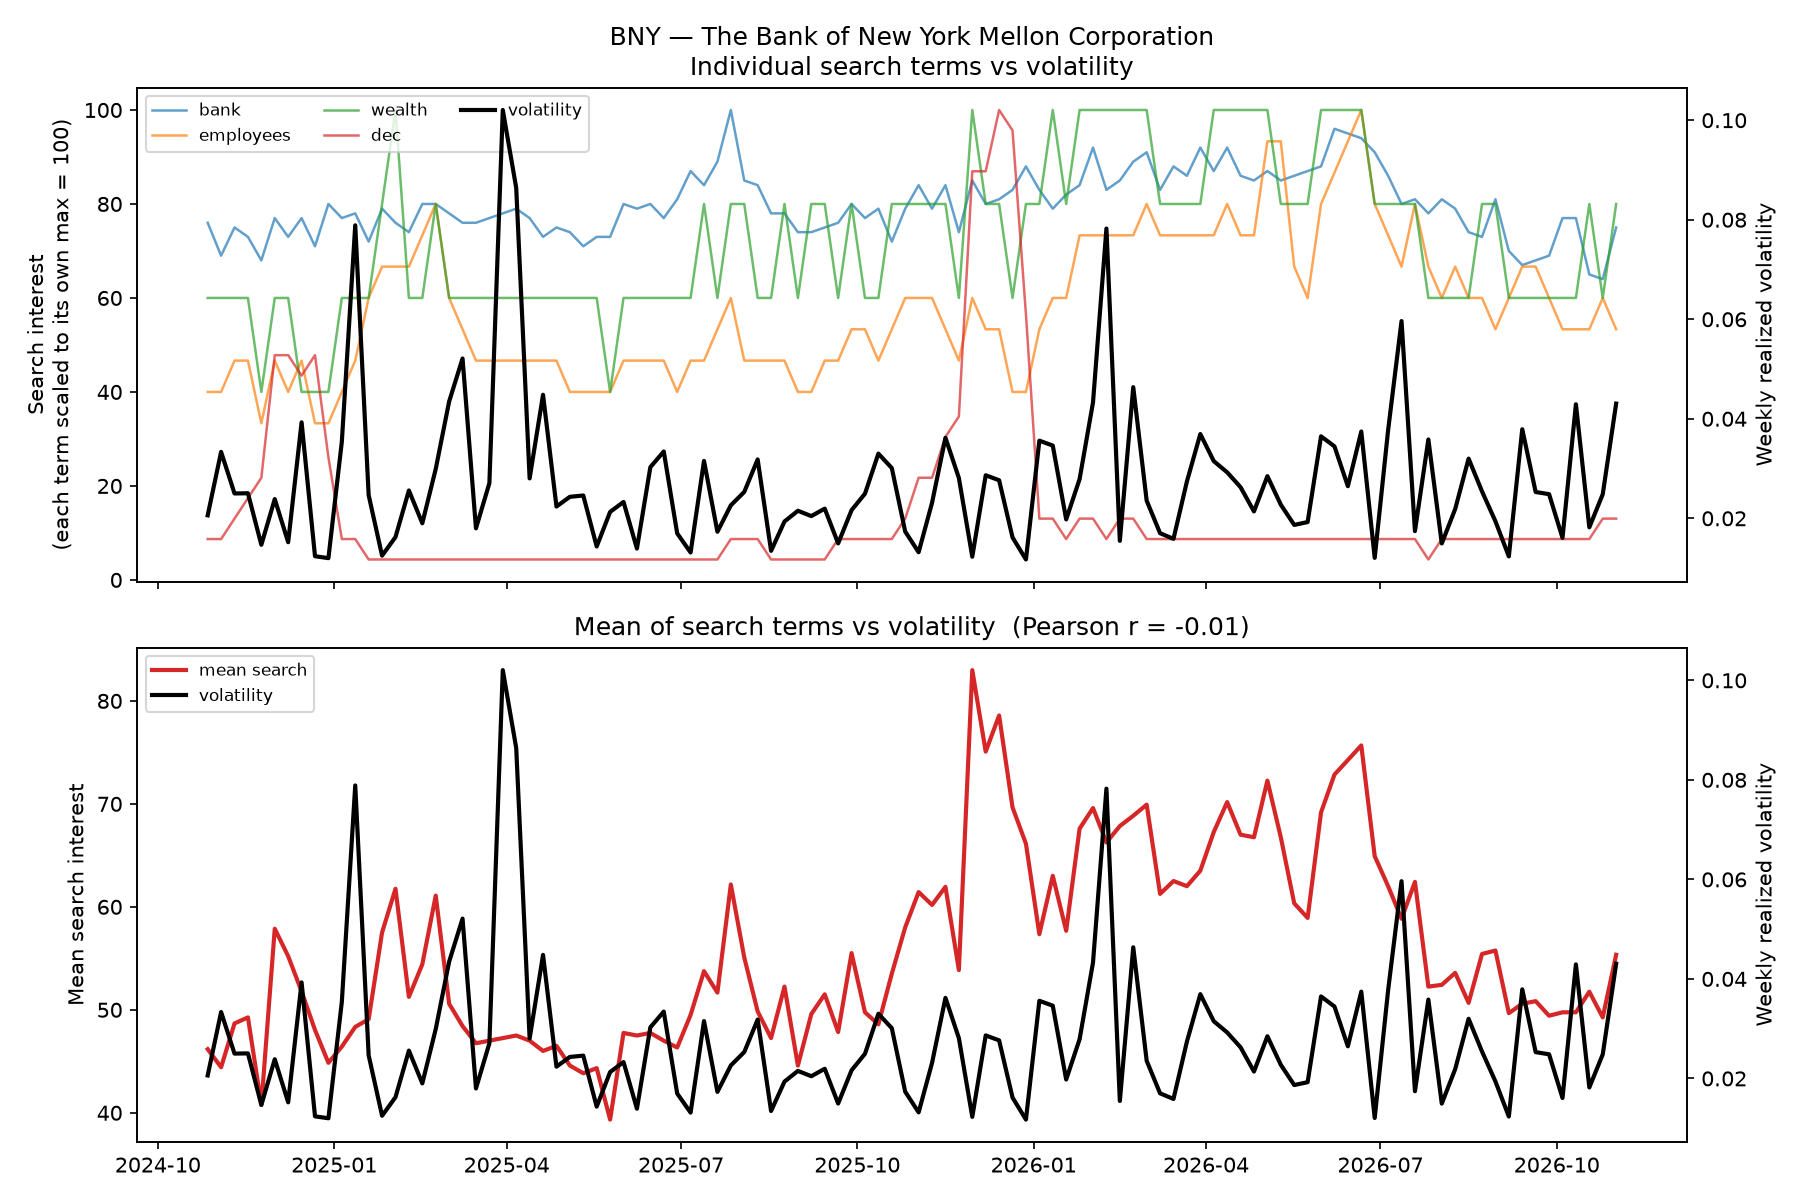 BNY — The Bank of New York Mellon Corporation
Individual search terms vs volatility
bank
employees
wealth
dec
volatility
Search interest
(each term scaled to its own max = 100)
100
80
60
40
20
0
0.10
0.08
0.06
0.04
0.02
Weekly realized volatility
Mean of search terms vs volatility (Pearson r = -0.01)
mean search
volatility
Mean search interest
80
70
60
50
40
0.10
0.08
0.06
0.04
0.02
Weekly realized volatility
2024-10
2025-01
2025-04
2025-07
2025-10
2026-01
2026-04
2026-07
2026-10